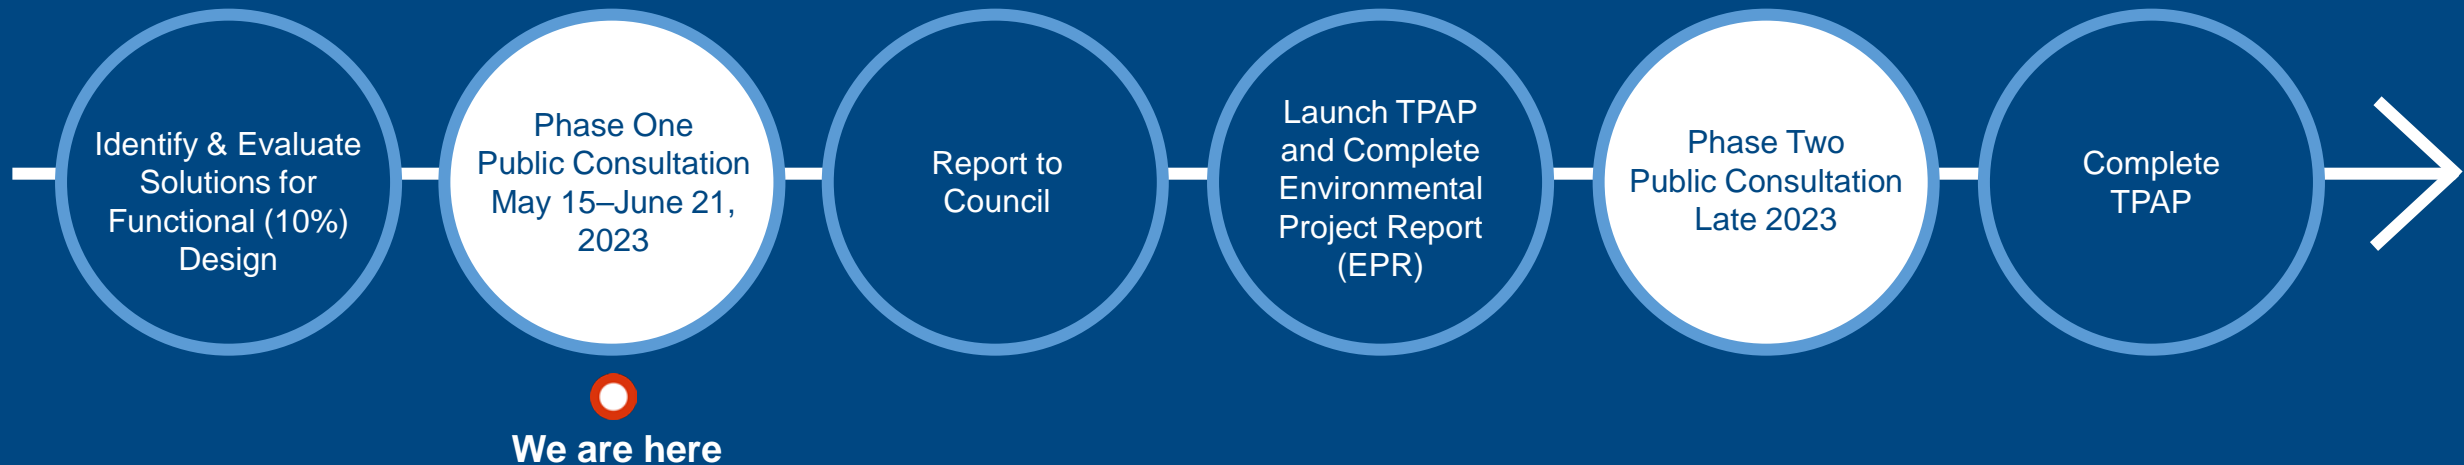 Identify & Evaluate
Solutions for
Functional (10%)
Design
Phase One
Public Consultation
May 15–June 21,
2023
Report to
Council
Launch TPAP
and Complete
Environmental
Project Report
(EPR)
Phase Two
Public Consultation
Late 2023
Complete
TPAP
We are here